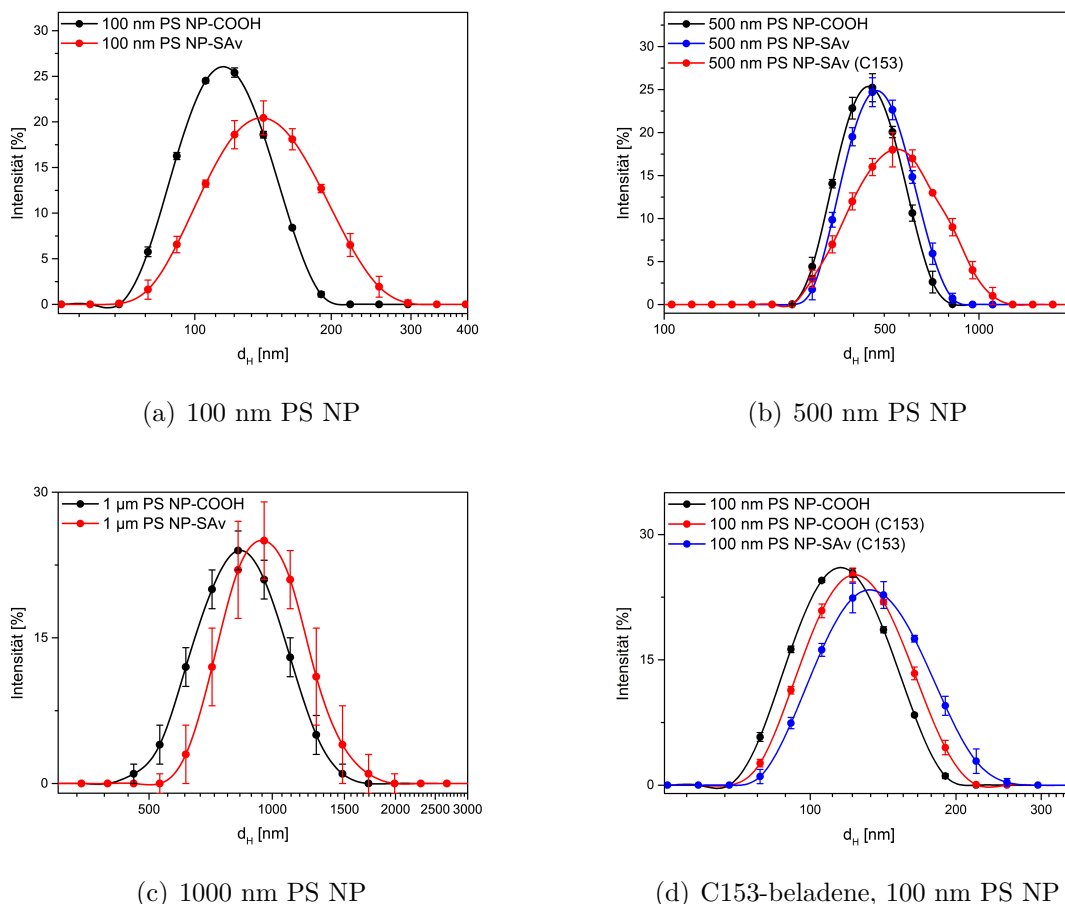 100 nm PS NP-COOH
100 nm PS NP-SAv
Intensität [%]
30
25
20
15
10
5
0
100 200 300 400
d_H [nm]
(a) 100 nm PS NP
500 nm PS NP-COOH
500 nm PS NP-SAv
500 nm PS NP-SAv (C153)
Intensität [%]
30
25
20
15
10
5
0
100 500 1000
d_H [nm]
(b) 500 nm PS NP
1 µm PS NP-COOH
1 µm PS NP-SAv
Intensität [%]
30
15
0
500 1000 1500 2000 2500 3000
d_H [nm]
(c) 1000 nm PS NP
100 nm PS NP-COOH
100 nm PS NP-COOH (C153)
100 nm PS NP-SAv (C153)
Intensität [%]
30
15
0
100 200 300
d_H [nm]
(d) C153-beladene, 100 nm PS NP